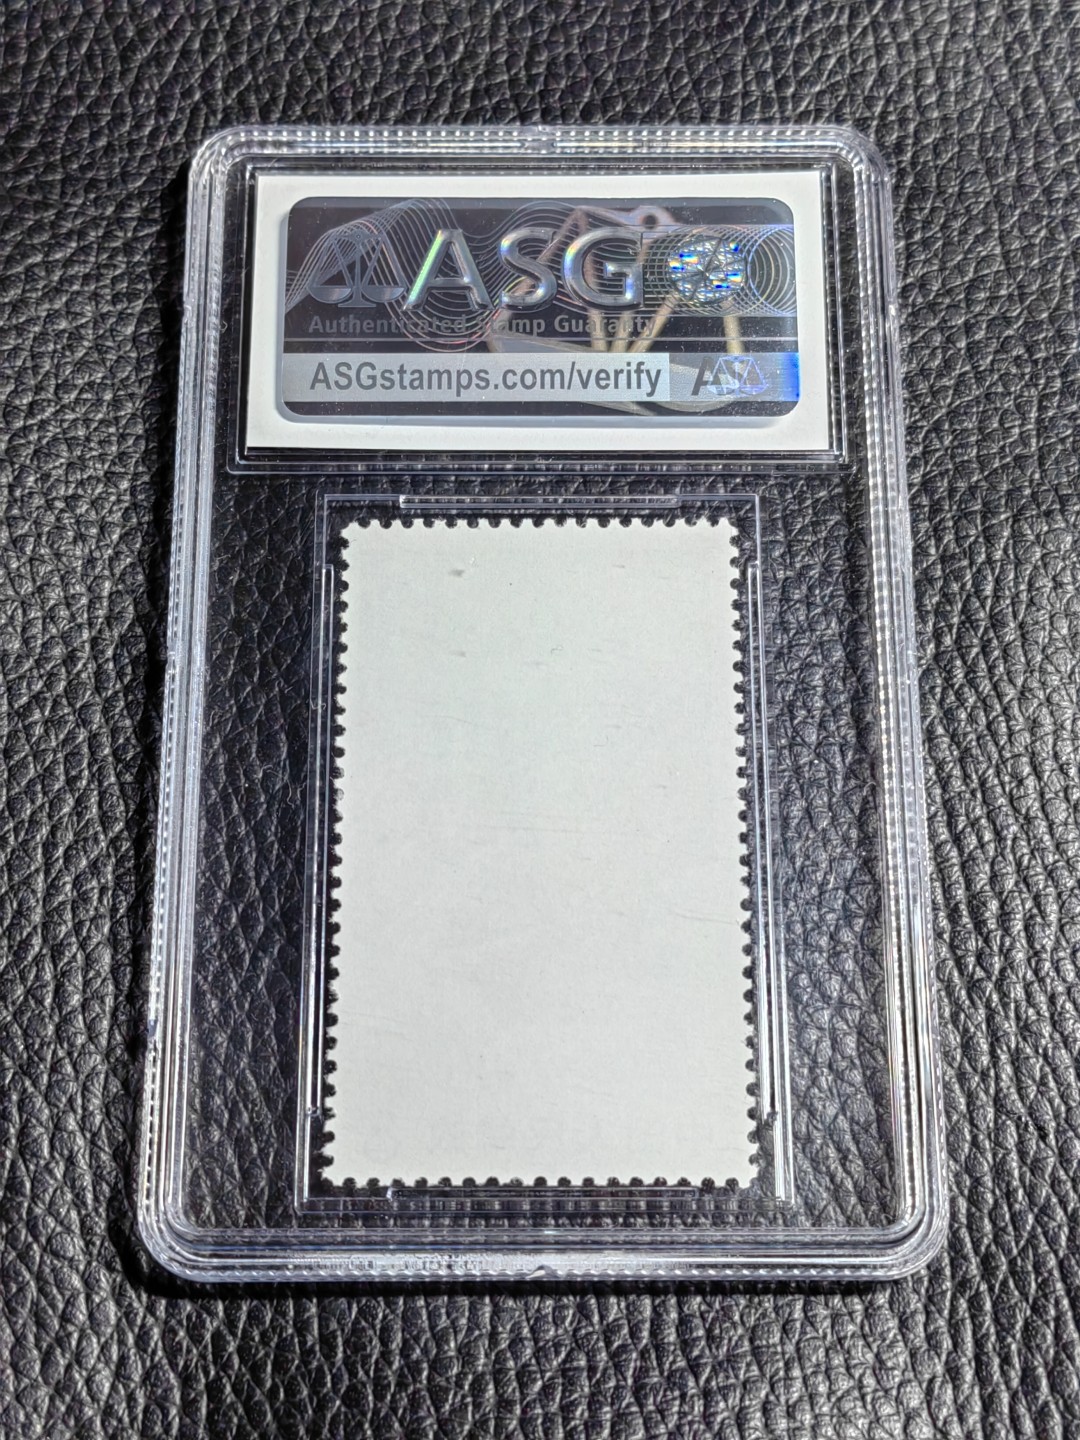 ASG
Authenticated Stamp Guaranty
ASGstamps.com/verify